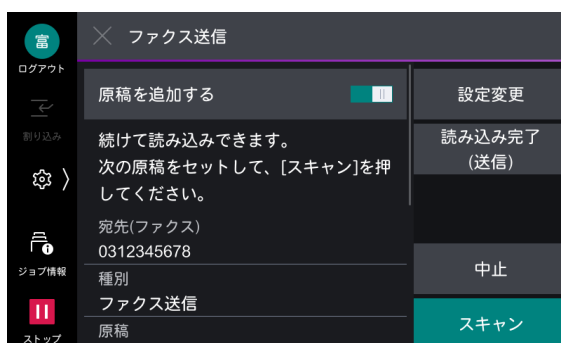 富
ログアウト
割り込み
ジョブ情報
ストップ
ファクス送信
原稿を追加する
続けて読み込みできます。
次の原稿をセットして、[スキャン]を押
してください。
宛先(ファクス)
0312345678
種別
ファクス送信
原稿
設定変更
読み込み完了
(送信)
中止
スキャン